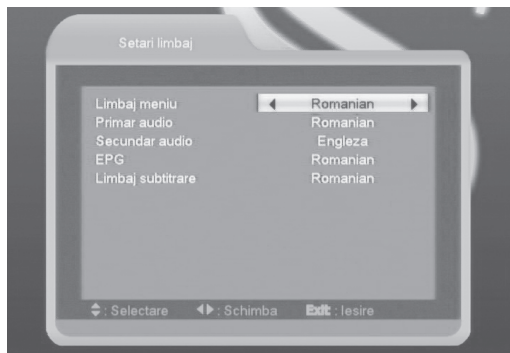 Setari limbaj
Limbaj meniu Romanian
Primar audio Romanian
Secundar audio Engleza
EPG Romanian
Limbaj subtitrare Romanian
: Selectare : Schimba Exit : Iesire